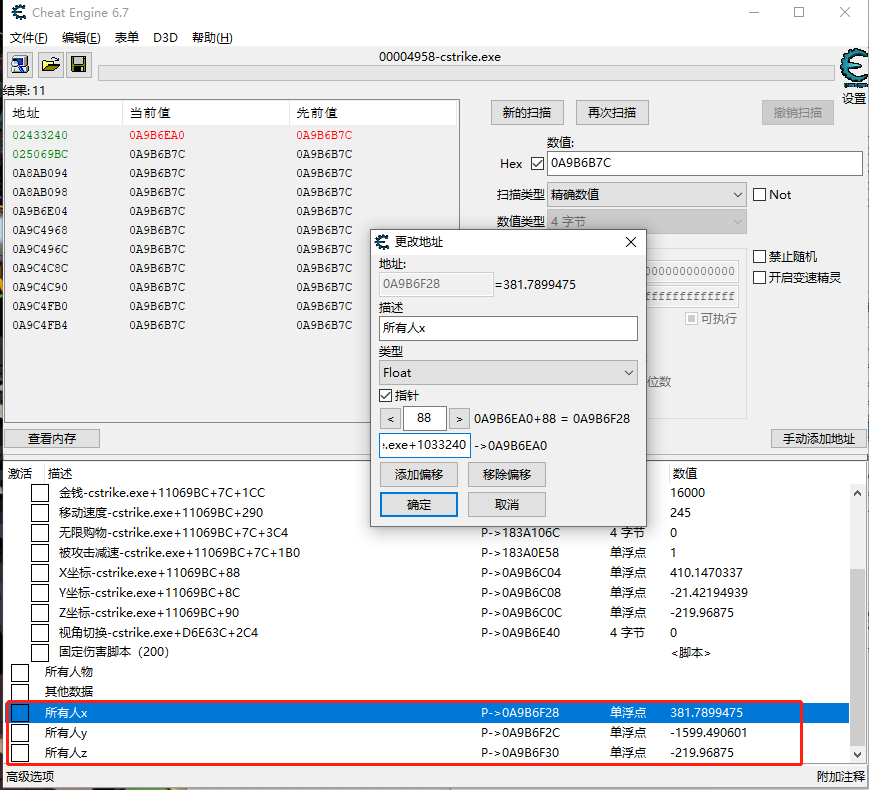 Cheat Engine 6.7
文件(F) 编辑(E) 表单 D3D 帮助(H)
00004958-cstrike.exe
结果: 11
设置
地址 当前值 先前值
02433240 0A9B6EA0 0A9B6B7C
025069BC 0A9B6B7C 0A9B6B7C
0A8AB094 0A9B6B7C 0A9B6B7C
0A8AB098 0A9B6B7C 0A9B6B7C
0A9B6E04 0A9B6B7C 0A9B6B7C
0A9C4968 0A9B6B7C 0A9B6B7C
0A9C496C 0A9B6B7C 0A9B6B7C
0A9C4C8C 0A9B6B7C 0A9B6B7C
0A9C4C90 0A9B6B7C 0A9B6B7C
0A9C4FB0 0A9B6B7C 0A9B6B7C
0A9C4FB4 0A9B6B7C 0A9B6B7C
新的扫描 再次扫描 撤销扫描
数值:
Hex 0A9B6B7C
扫描类型 精确数值 Not
数值类型 4 字节
0000000000000
ffffffffffffff
可执行
位数
禁止随机
开启变速精灵
查看内存 手动添加地址
更改地址
地址:
0A9B6F28 =381.7899475
描述
所有人x
类型
Float
指针
< 88 > 0A9B6EA0+88 = 0A9B6F28
.exe+1033240 ->0A9B6EA0
添加偏移 移除偏移
确定 取消
激活 描述 数值
金钱-cstrike.exe+11069BC+7C+1CC 16000
移动速度-cstrike.exe+11069BC+290 245
无限购物-cstrike.exe+11069BC+7C+3C4 P->183A106C 4 字节 0
被攻击减速-cstrike.exe+11069BC+7C+1B0 P->183A0E58 单浮点 1
X坐标-cstrike.exe+11069BC+88 P->0A9B6C04 单浮点 410.1470337
Y坐标-cstrike.exe+11069BC+8C P->0A9B6C08 单浮点 -21.42194939
Z坐标-cstrike.exe+11069BC+90 P->0A9B6C0C 单浮点 -219.96875
视角切换-cstrike.exe+D6E63C+2C4 P->0A9B6E40 4 字节 0
固定伤害脚本（200） <脚本>
所有人物
其他数据
所有人x P->0A9B6F28 单浮点 381.7899475
所有人y P->0A9B6F2C 单浮点 -1599.490601
所有人z P->0A9B6F30 单浮点 -219.96875
高级选项 附加注释